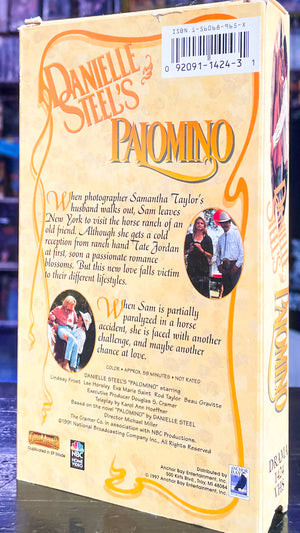 ISBN 1-56068-965-X
0 92091-1424-3 1
DANIELLE
STEEL'S
PALOMINO
When photographer Samantha Taylor's
husband walks out, Sam leaves
New York to visit the horse ranch of an
old friend. Although she gets a cold
reception from ranch hand Tate Jordan
at first, soon a passionate romance
blossoms. But this new love falls victim
to their different lifestyles.
When Sam is partially
paralyzed in a horse
accident, she is faced with another
challenge, and maybe another
chance at love.
COLOR • APPROX. 98 MINUTES • NOT RATED
DANIELLE STEEL'S "PALOMINO" starring
Lindsay Frost Lee Horsley Eva Marie Saint Rod Taylor Beau Gravitte
Executive Producer Douglas S. Cramer
Teleplay by Karol Ann Hoeffner
Based on the novel "PALOMINO" by DANIELLE STEEL
Director Michael Miller
The Cramer Co. in association with NBC Productions.
©1991 National Broadcasting Company, Inc. All Rights Reserved
Duplicated in EP Mode
NBC
HOME VIDEO
Distributed by
Anchor Bay Entertainment, Inc.
500 Kirts Blvd., Troy, MI 48084
© 1997 Anchor Bay Entertainment, Inc.
DRAMA
VHS